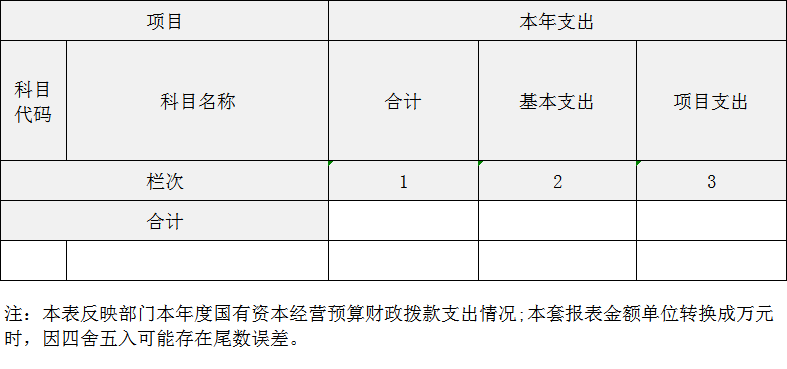 项目 本年支出
科目
代码
科目名称 合计 基本支出 项目支出
栏次 1 2 3
合计
注：本表反映部门本年度国有资本经营预算财政拨款支出情况;本套报表金额单位转换成万元
时，因四舍五入可能存在尾数误差。